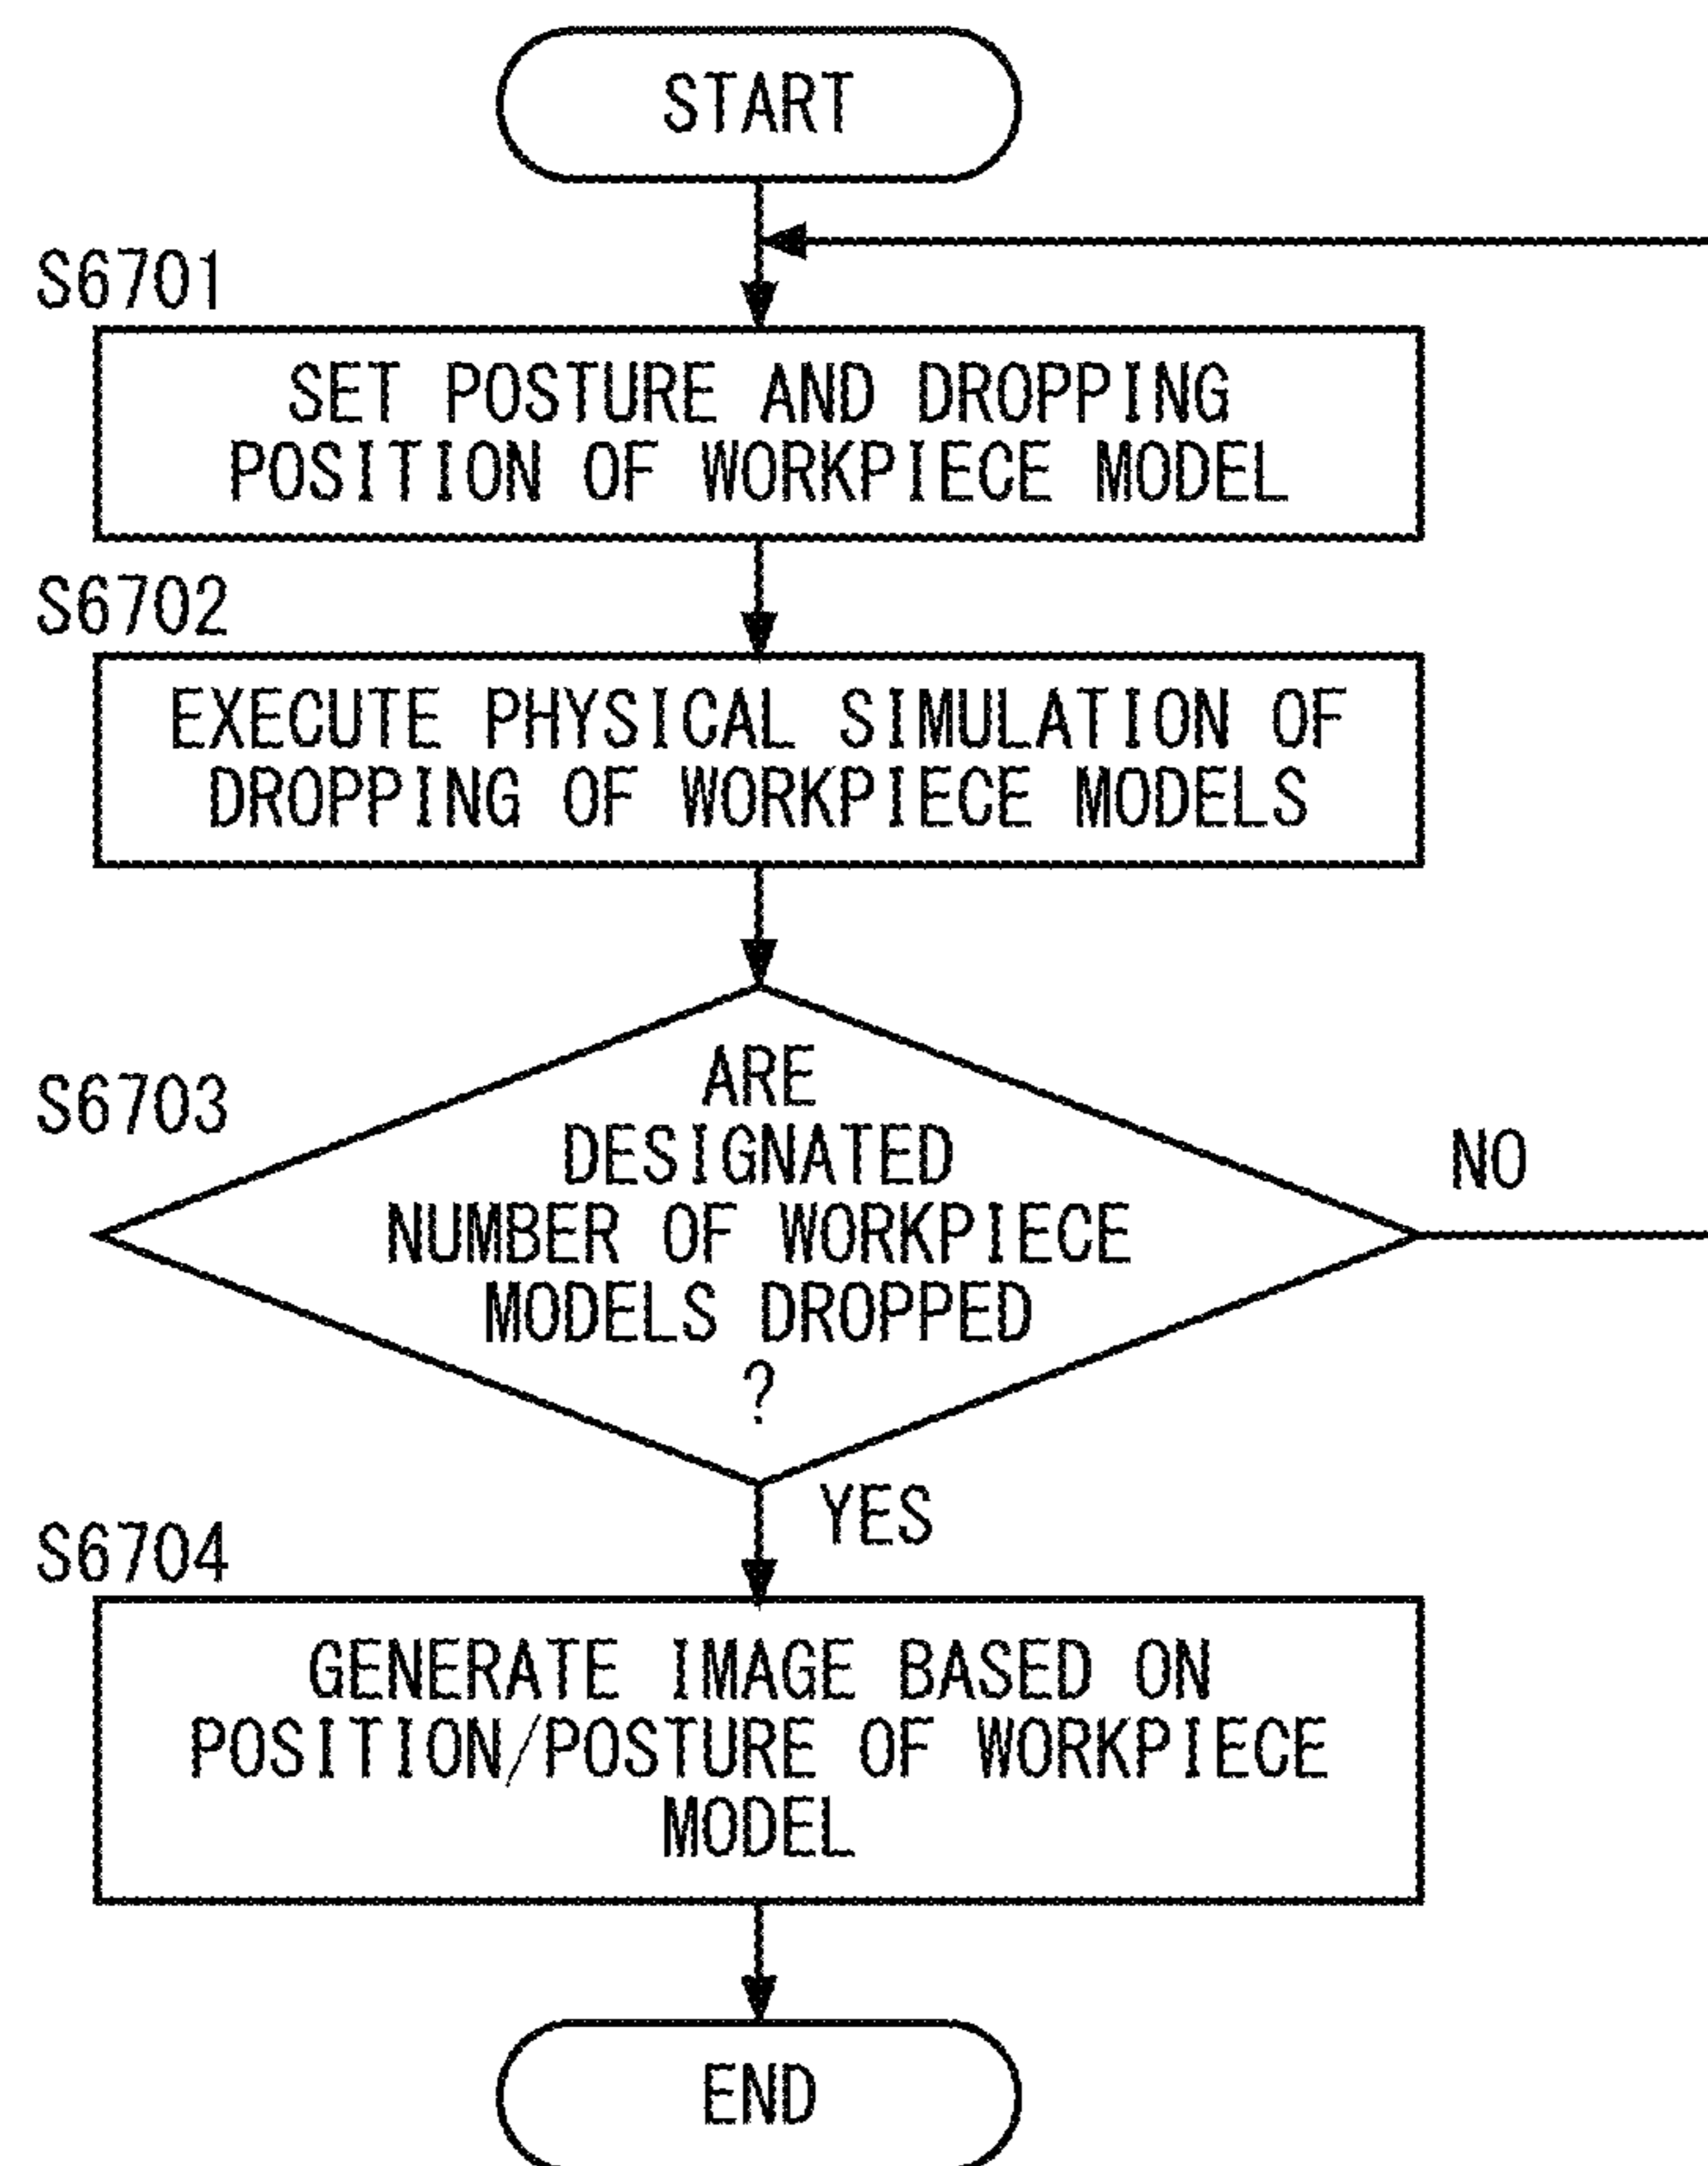 START
S6701
SET POSTURE AND DROPPING
POSITION OF WORKPIECE MODEL
S6702
EXECUTE PHYSICAL SIMULATION OF
DROPPING OF WORKPIECE MODELS
S6703
ARE
DESIGNATED
NUMBER OF WORKPIECE
MODELS DROPPED
?
NO
YES
S6704
GENERATE IMAGE BASED ON
POSITION/POSTURE OF WORKPIECE
MODEL
END